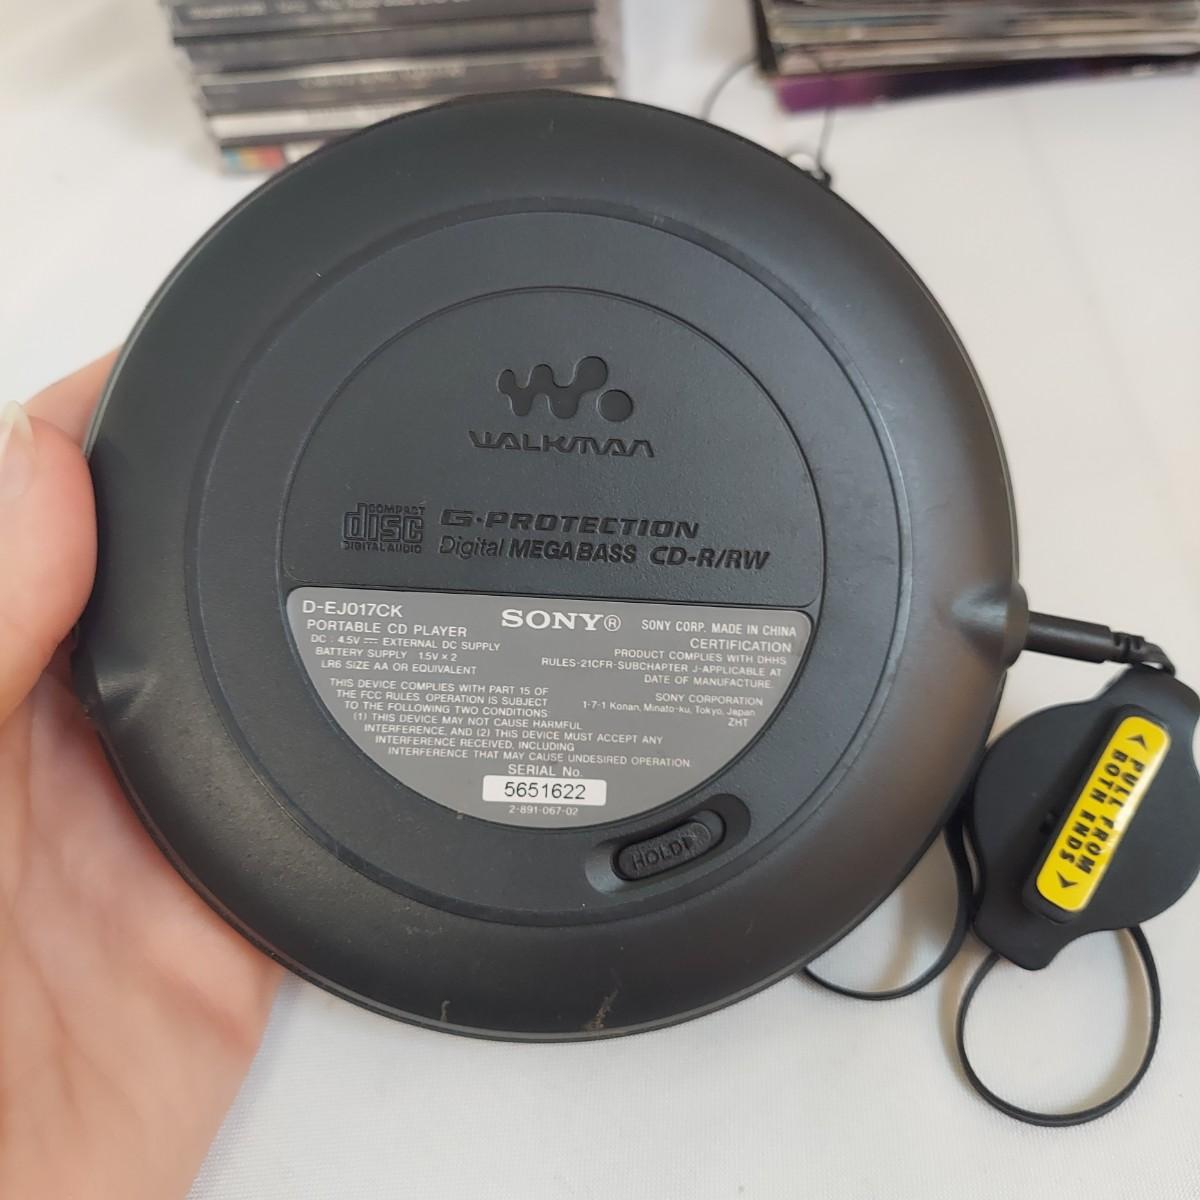 WALKMAN
COMPACT
disc
DIGITAL AUDIO
G·PROTECTION
Digital MEGABASS CD-R/RW
D-EJ017CK
PORTABLE CD PLAYER
DC : 4.5V ⎓ EXTERNAL DC SUPPLY
BATTERY SUPPLY 1.5V × 2
LR6 SIZE AA OR EQUIVALENT
SONY®
SONY CORP. MADE IN CHINA
CERTIFICATION
PRODUCT COMPLIES WITH DHHS
RULES-21CFR-SUBCHAPTER J-APPLICABLE AT
DATE OF MANUFACTURE.
SONY CORPORATION
1-7-1 Konan, Minato-ku, Tokyo, Japan
ZHT
THIS DEVICE COMPLIES WITH PART 15 OF
THE FCC RULES. OPERATION IS SUBJECT
TO THE FOLLOWING TWO CONDITIONS:
(1) THIS DEVICE MAY NOT CAUSE HARMFUL
INTERFERENCE, AND (2) THIS DEVICE MUST ACCEPT ANY
INTERFERENCE RECEIVED, INCLUDING
INTERFERENCE THAT MAY CAUSE UNDESIRED OPERATION.
SERIAL No.
5651622
2-891-067-02
HOLD
PULL FROM
BOTH ENDS